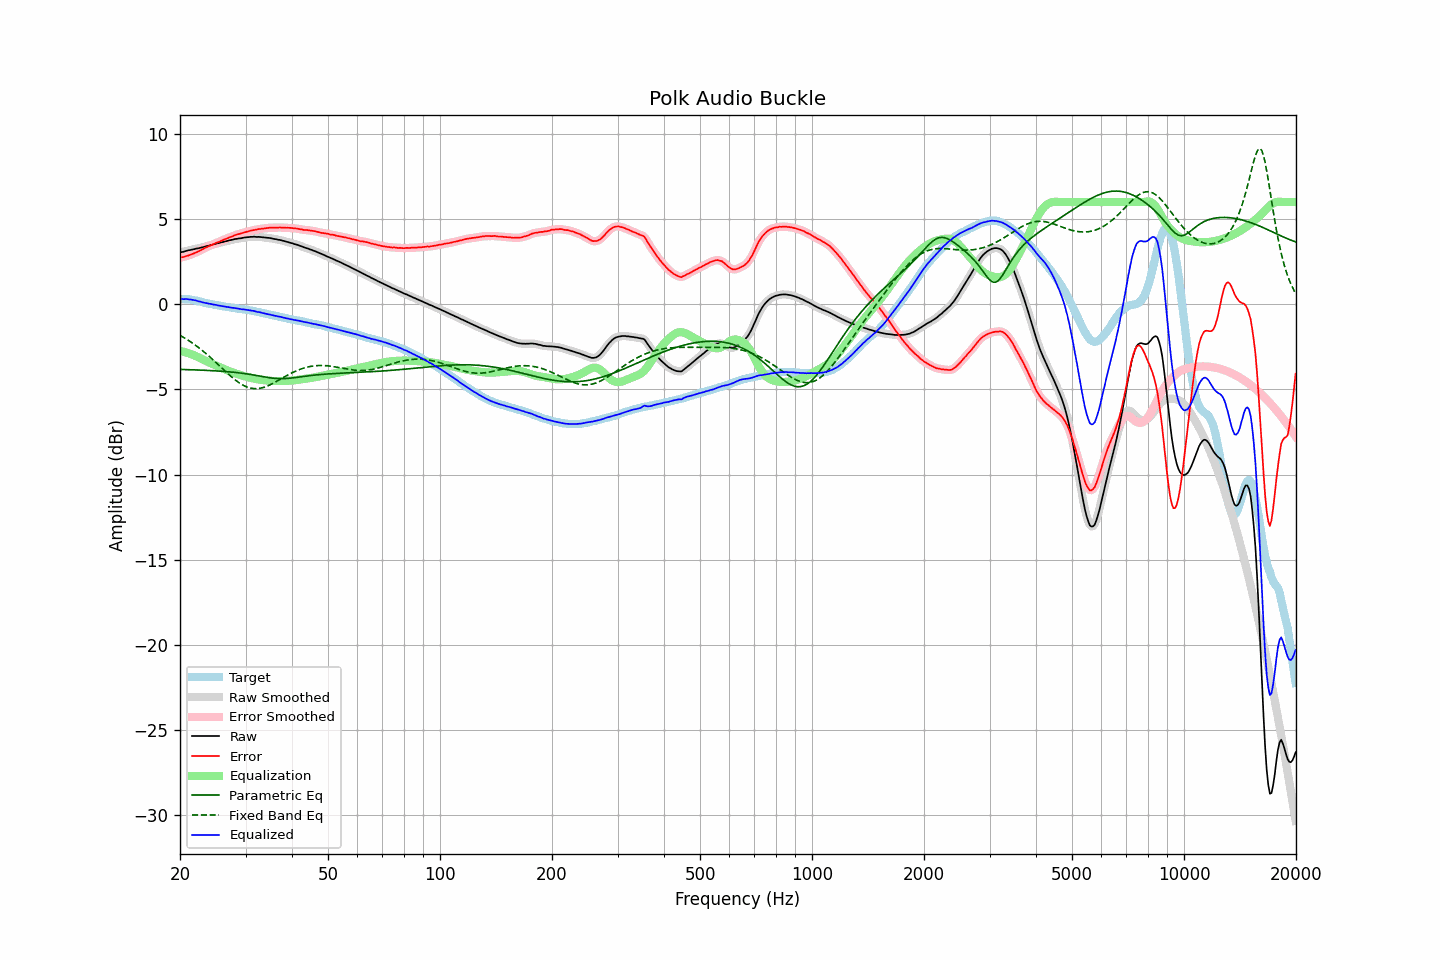 Polk Audio Buckle
10
5
0
−5
−10
−15
−20
−25
−30
Amplitude (dBr)
Target
Raw Smoothed
Error Smoothed
Raw
Error
Equalization
Parametric Eq
Fixed Band Eq
Equalized
20 50 100 200 500 1000 2000 5000 10000 20000
Frequency (Hz)